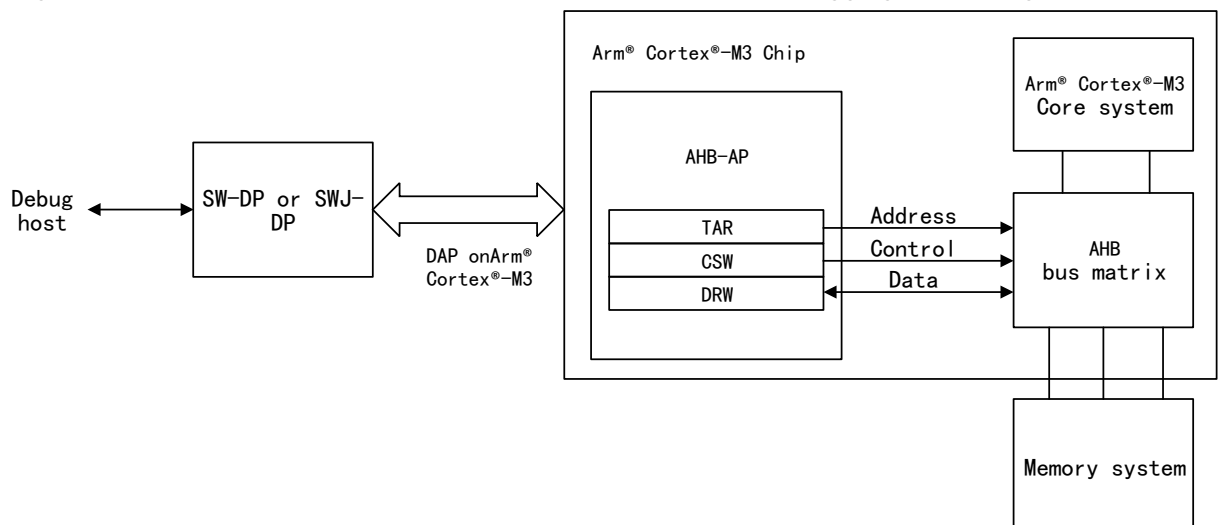 Arm® Cortex®-M3 Chip
Arm® Cortex®-M3
Core system
AHB-AP
Debug
host
SW-DP or SWJ-
DP
TAR
Address
CSW
Control
DRW
Data
AHB
bus matrix
DAP onArm®
Cortex®-M3
Memory system